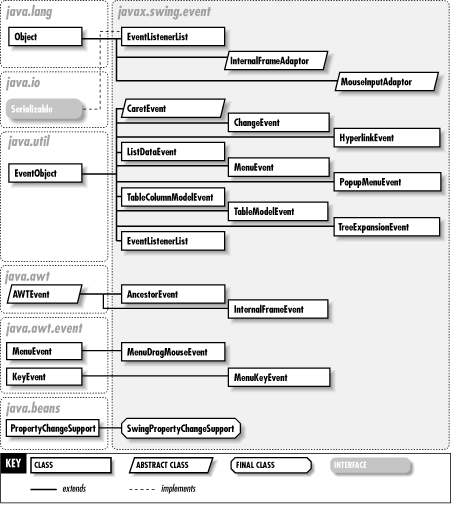 java.lang
javax.swing.event
Object
EventListenerList
InternalFrameAdaptor
MouseInputAdaptor
java.io
Serializable
java.util
EventObject
CaretEvent
ChangeEvent
HyperlinkEvent
ListDataEvent
MenuEvent
PopupMenuEvent
TableColumnModelEvent
TableModelEvent
TreeExpansionEvent
EventListenerList
java.awt
AWTEvent
AncestorEvent
InternalFrameEvent
java.awt.event
MenuEvent
MenuDragMouseEvent
KeyEvent
MenuKeyEvent
java.beans
PropertyChangeSupport
SwingPropertyChangeSupport
KEY
CLASS
ABSTRACT CLASS
FINAL CLASS
INTERFACE
extends
implements